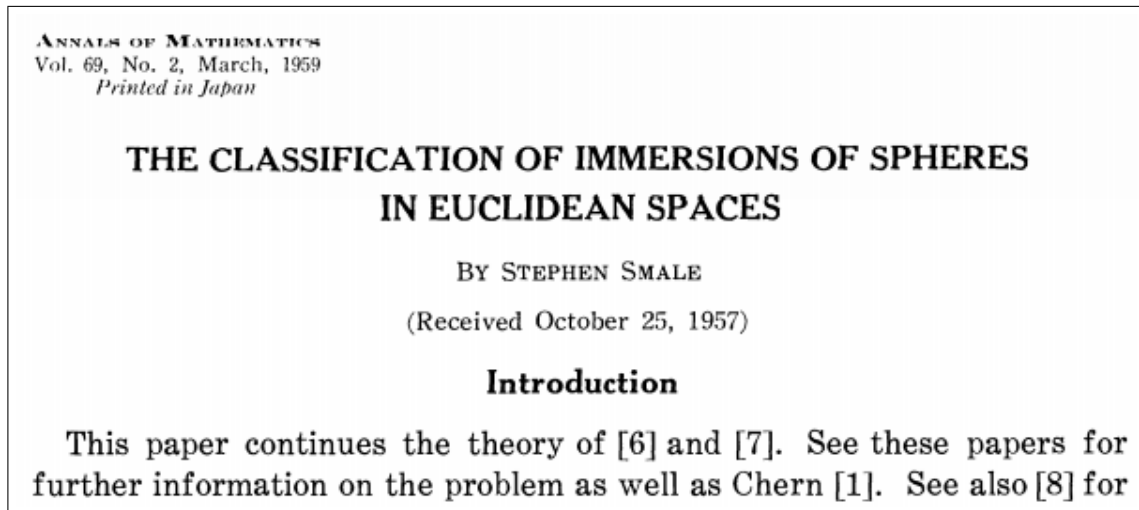 ANNALS OF MATHEMATICS
Vol. 69, No. 2, March, 1959
Printed in Japan
THE CLASSIFICATION OF IMMERSIONS OF SPHERES
IN EUCLIDEAN SPACES
BY STEPHEN SMALE
(Received October 25, 1957)
Introduction
This paper continues the theory of [6] and [7]. See these papers for
further information on the problem as well as Chern [1]. See also [8] for